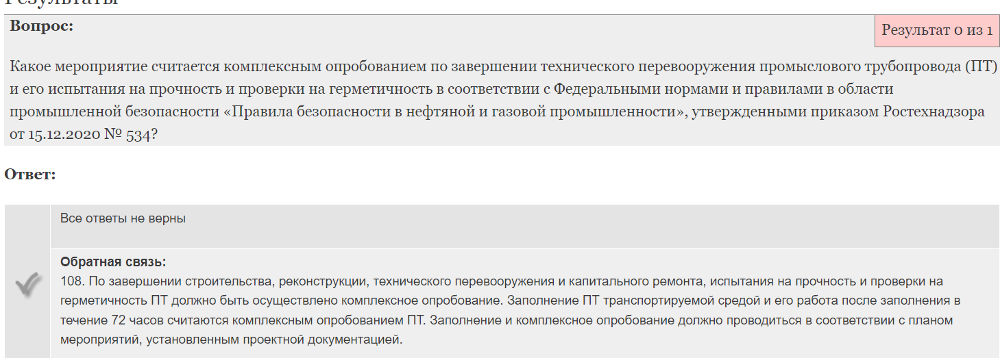 Результаты
Вопрос:
Результат 0 из 1
Какое мероприятие считается комплексным опробованием по завершении технического перевооружения промыслового трубопровода (ПТ)
и его испытания на прочность и проверки на герметичность в соответствии с Федеральными нормами и правилами в области
промышленной безопасности «Правила безопасности в нефтяной и газовой промышленности», утвержденными приказом Ростехнадзора
от 15.12.2020 № 534?
Ответ:
Все ответы не верны
Обратная связь:
108. По завершении строительства, реконструкции, технического перевооружения и капитального ремонта, испытания на прочность и проверки на
герметичность ПТ должно быть осуществлено комплексное опробование. Заполнение ПТ транспортируемой средой и его работа после заполнения в
течение 72 часов считаются комплексным опробованием ПТ. Заполнение и комплексное опробование должно проводиться в соответствии с планом
мероприятий, установленным проектной документацией.